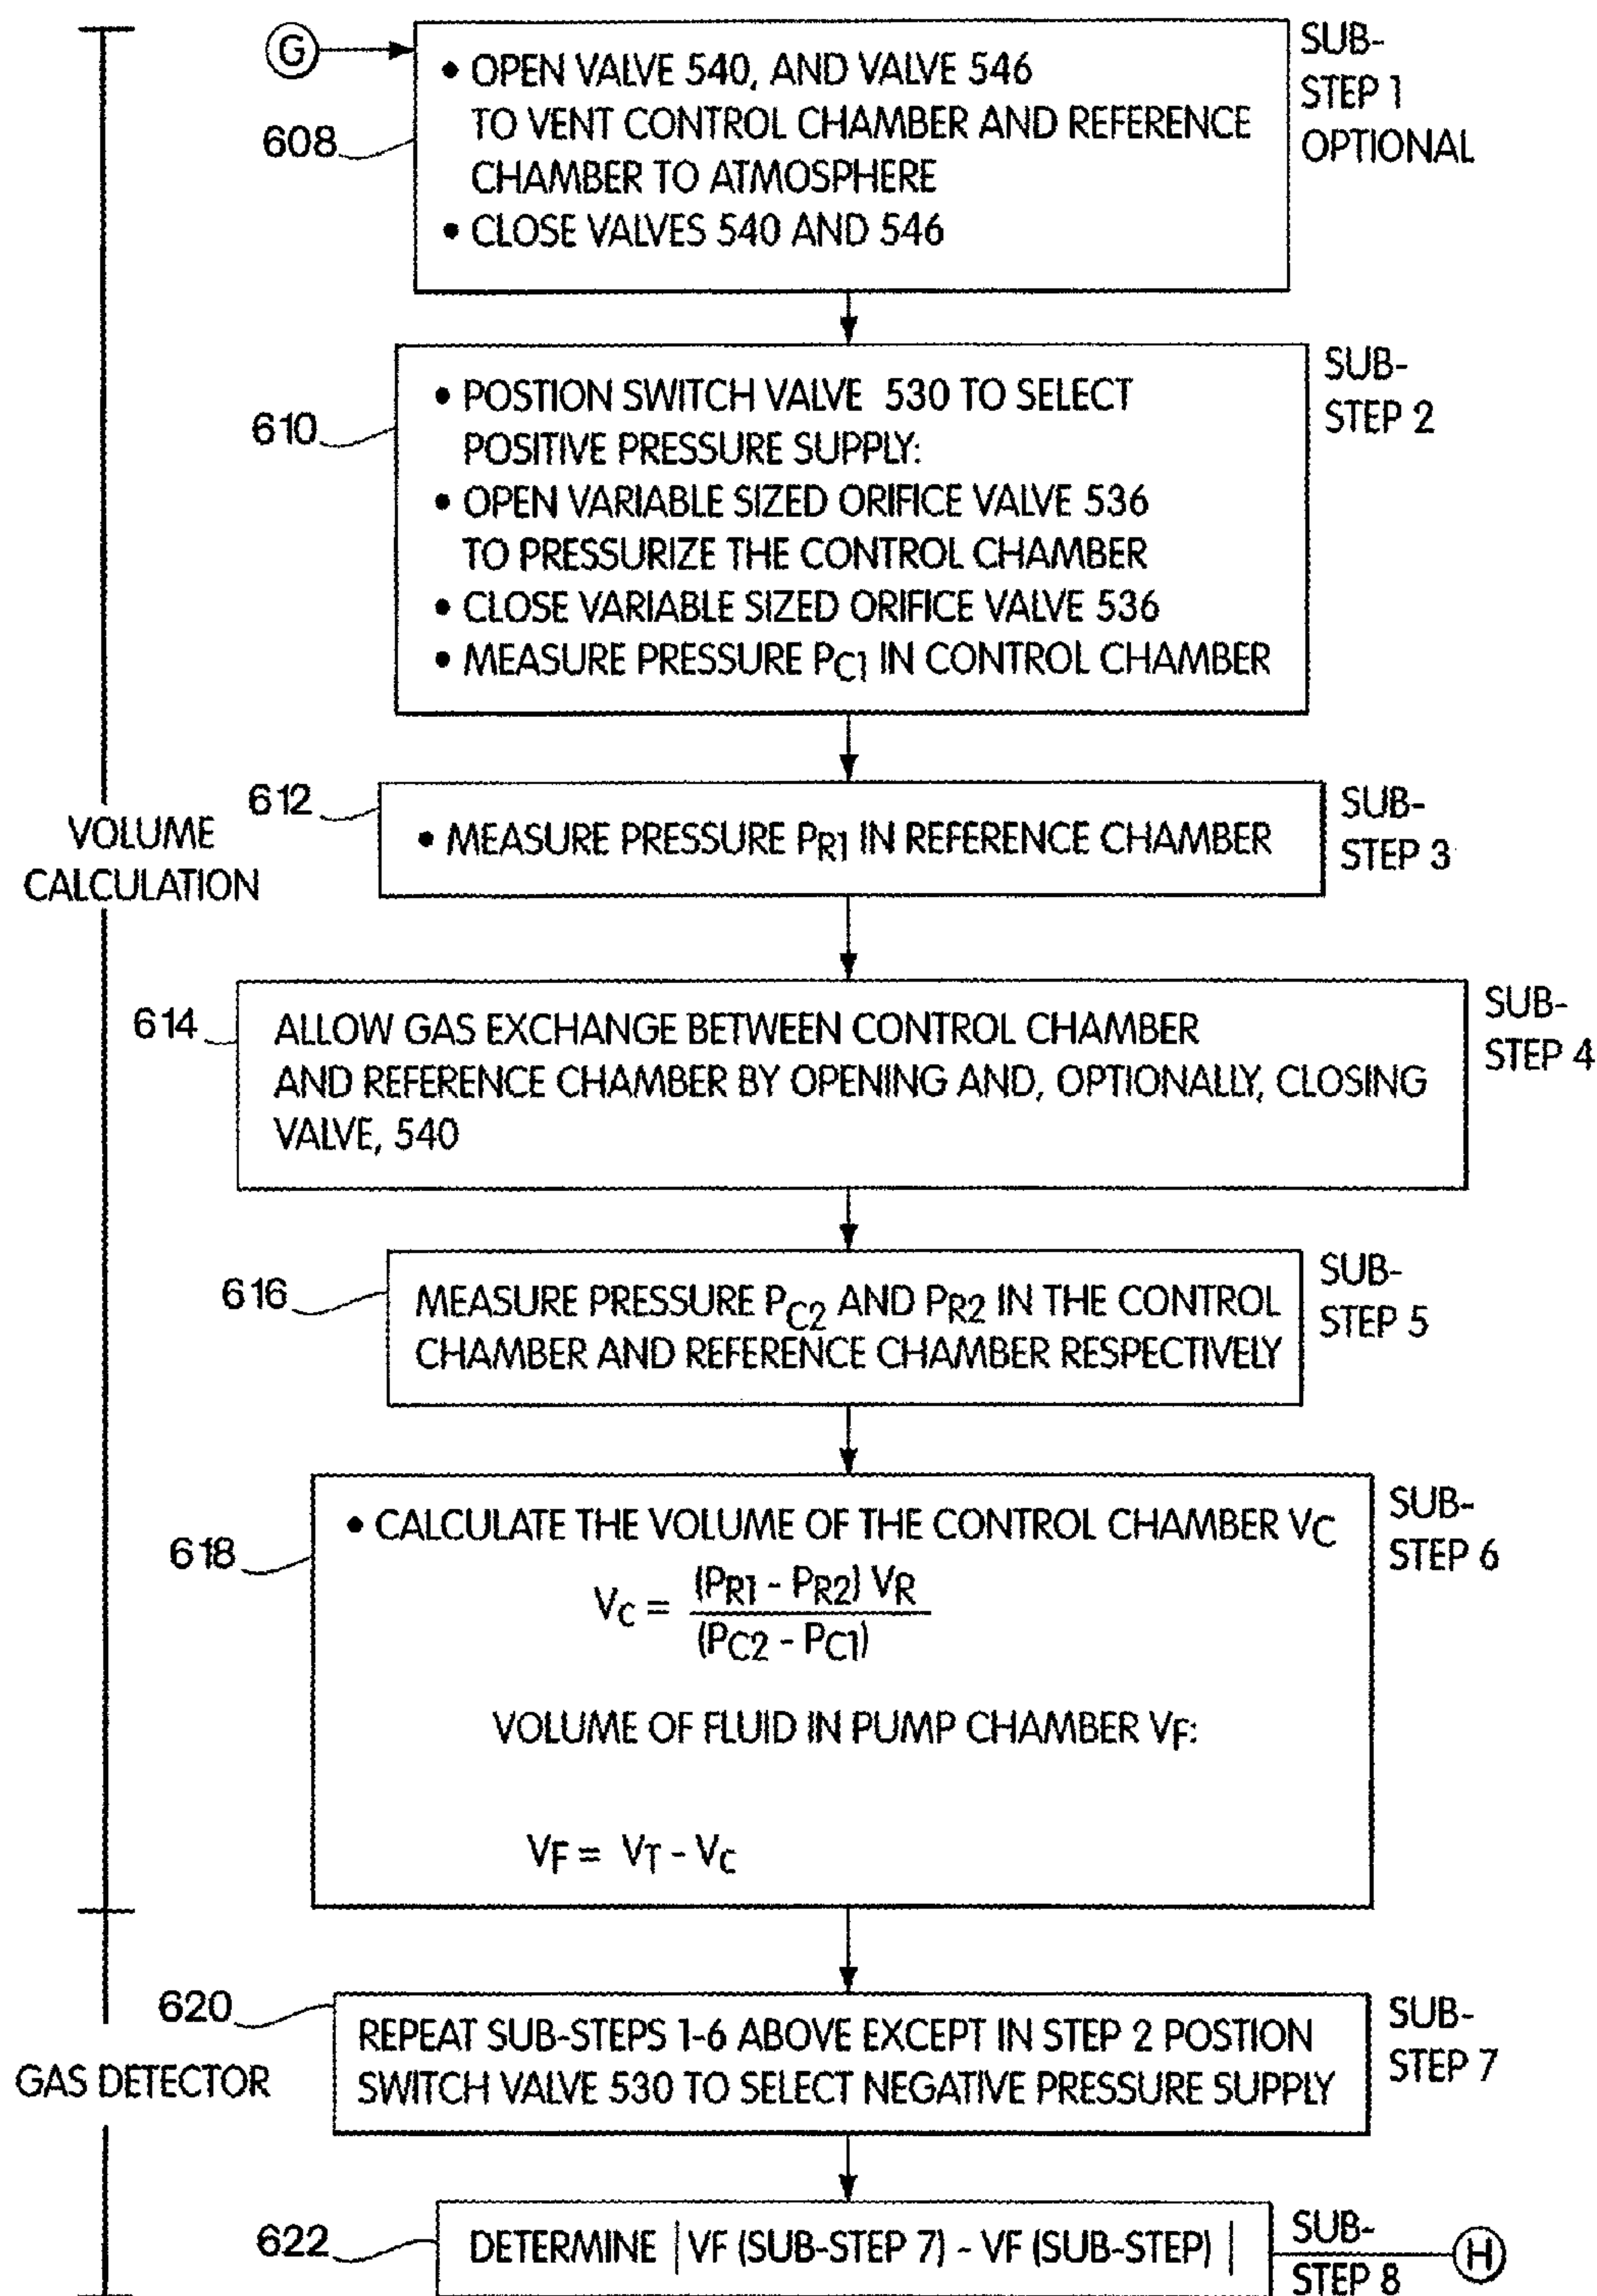 G
608
• OPEN VALVE 540, AND VALVE 546
TO VENT CONTROL CHAMBER AND REFERENCE
CHAMBER TO ATMOSPHERE
• CLOSE VALVES 540 AND 546
SUB-
STEP 1
OPTIONAL
610
• POSTION SWITCH VALVE 530 TO SELECT
POSITIVE PRESSURE SUPPLY:
• OPEN VARIABLE SIZED ORIFICE VALVE 536
TO PRESSURIZE THE CONTROL CHAMBER
• CLOSE VARIABLE SIZED ORIFICE VALVE 536
• MEASURE PRESSURE PC1 IN CONTROL CHAMBER
SUB-
STEP 2
VOLUME
CALCULATION
612
• MEASURE PRESSURE PR1 IN REFERENCE CHAMBER
SUB-
STEP 3
614
ALLOW GAS EXCHANGE BETWEEN CONTROL CHAMBER
AND REFERENCE CHAMBER BY OPENING AND, OPTIONALLY, CLOSING
VALVE, 540
SUB-
STEP 4
616
MEASURE PRESSURE PC2 AND PR2 IN THE CONTROL
CHAMBER AND REFERENCE CHAMBER RESPECTIVELY
SUB-
STEP 5
618
• CALCULATE THE VOLUME OF THE CONTROL CHAMBER VC
VC = (PR1 - PR2) VR
(PC2 - PC1)
VOLUME OF FLUID IN PUMP CHAMBER VF:
VF = VT - VC
SUB-
STEP 6
GAS DETECTOR
620
REPEAT SUB-STEPS 1-6 ABOVE EXCEPT IN STEP 2 POSTION
SWITCH VALVE 530 TO SELECT NEGATIVE PRESSURE SUPPLY
SUB-
STEP 7
622
DETERMINE | VF (SUB-STEP 7) - VF (SUB-STEP) |
SUB-
STEP 8
H